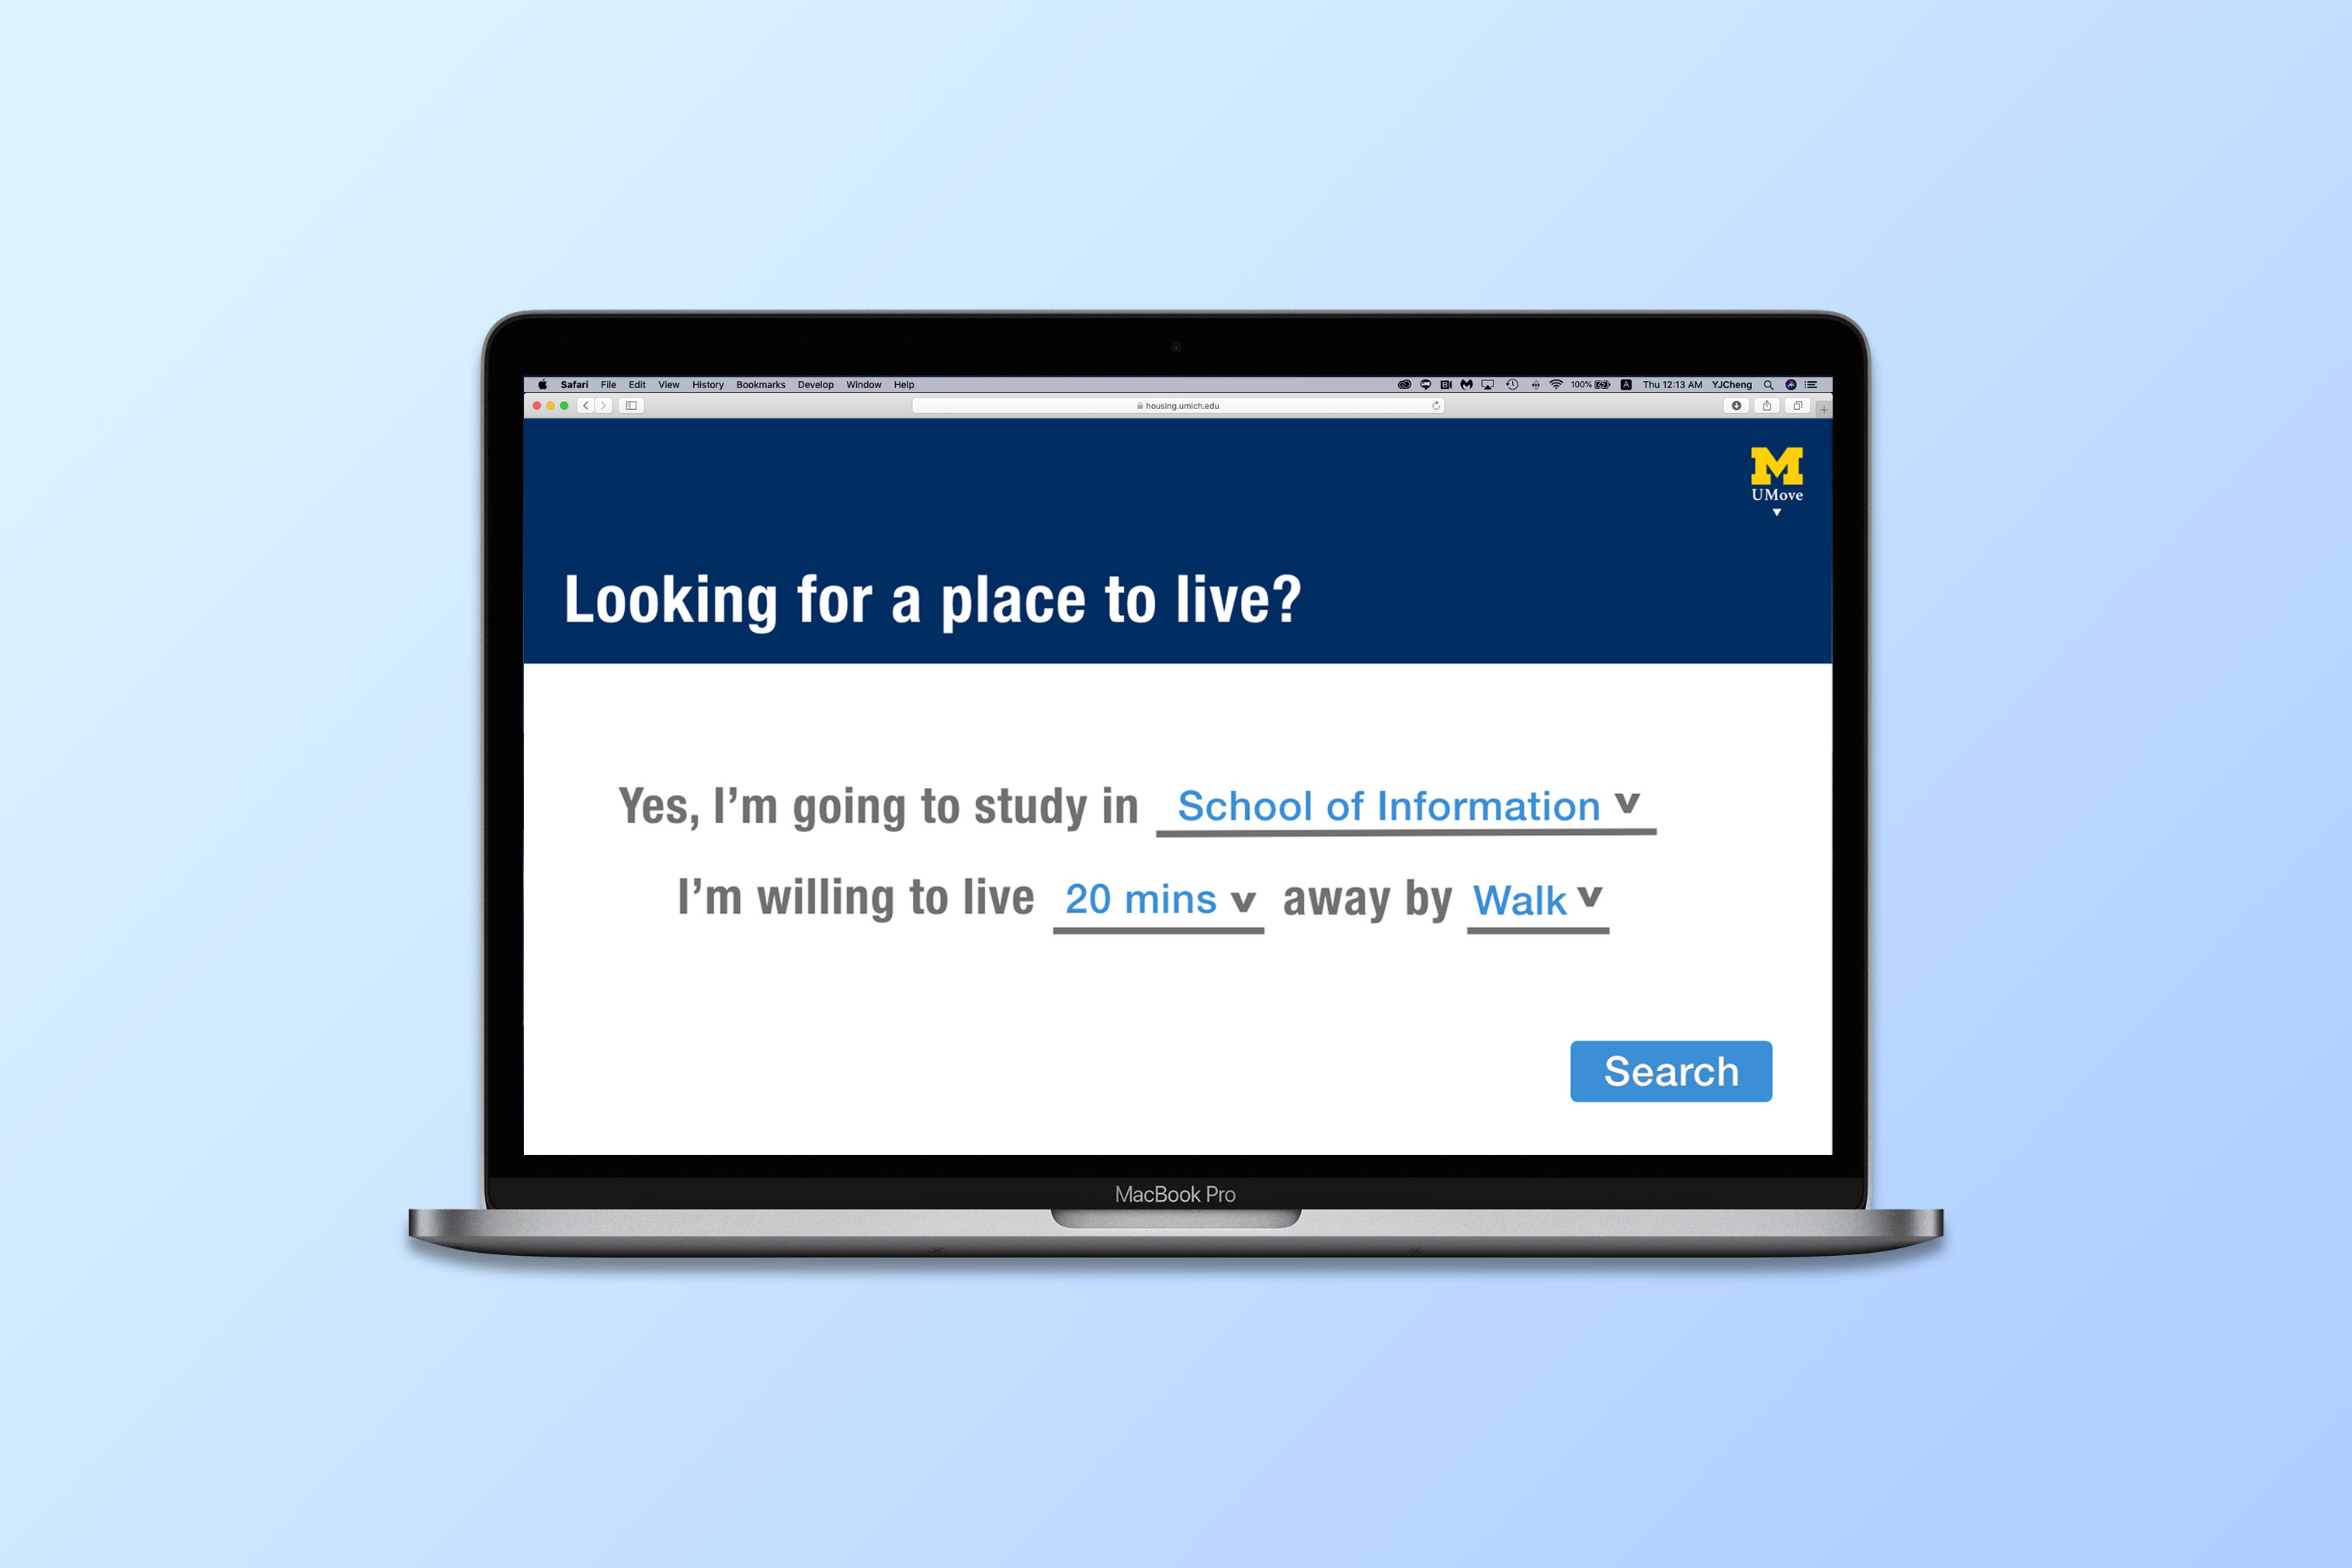 Safari File Edit View History Bookmarks Develop Window Help 100% A Thu 12:13 AM YJCheng
housing.umich.edu
M
UMove
Looking for a place to live?
Yes, I'm going to study in School of Information v
I'm willing to live 20 mins v away by Walk v
Search
MacBook Pro